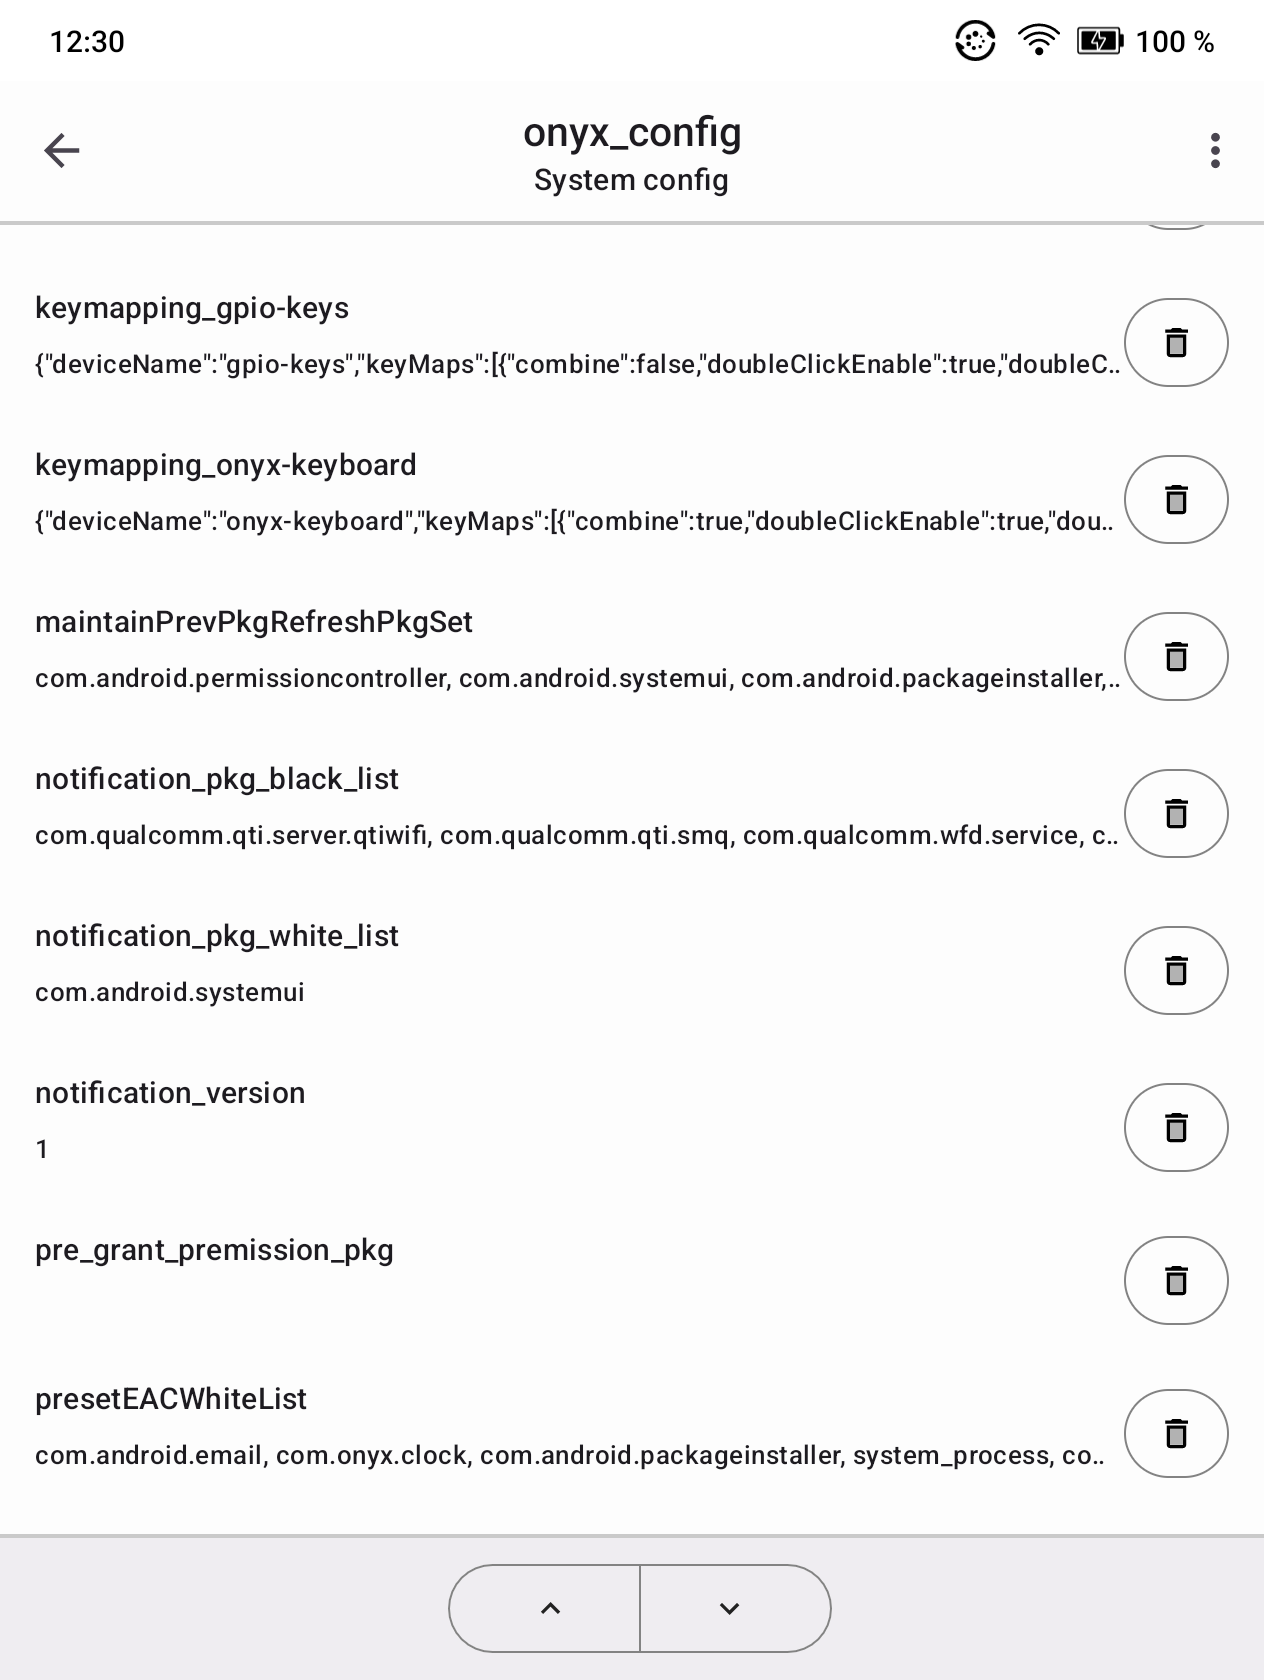 12:30
100 %
onyx_config
System config
keymapping_gpio-keys
{"deviceName":"gpio-keys","keyMaps":[{"combine":false,"doubleClickEnable":true,"doubleC..
keymapping_onyx-keyboard
{"deviceName":"onyx-keyboard","keyMaps":[{"combine":true,"doubleClickEnable":true,"dou..
maintainPrevPkgRefreshPkgSet
com.android.permissioncontroller, com.android.systemui, com.android.packageinstaller,..
notification_pkg_black_list
com.qualcomm.qti.server.qtiwifi, com.qualcomm.qti.smq, com.qualcomm.wfd.service, c..
notification_pkg_white_list
com.android.systemui
notification_version
1
pre_grant_premission_pkg
presetEACWhiteList
com.android.email, com.onyx.clock, com.android.packageinstaller, system_process, co..